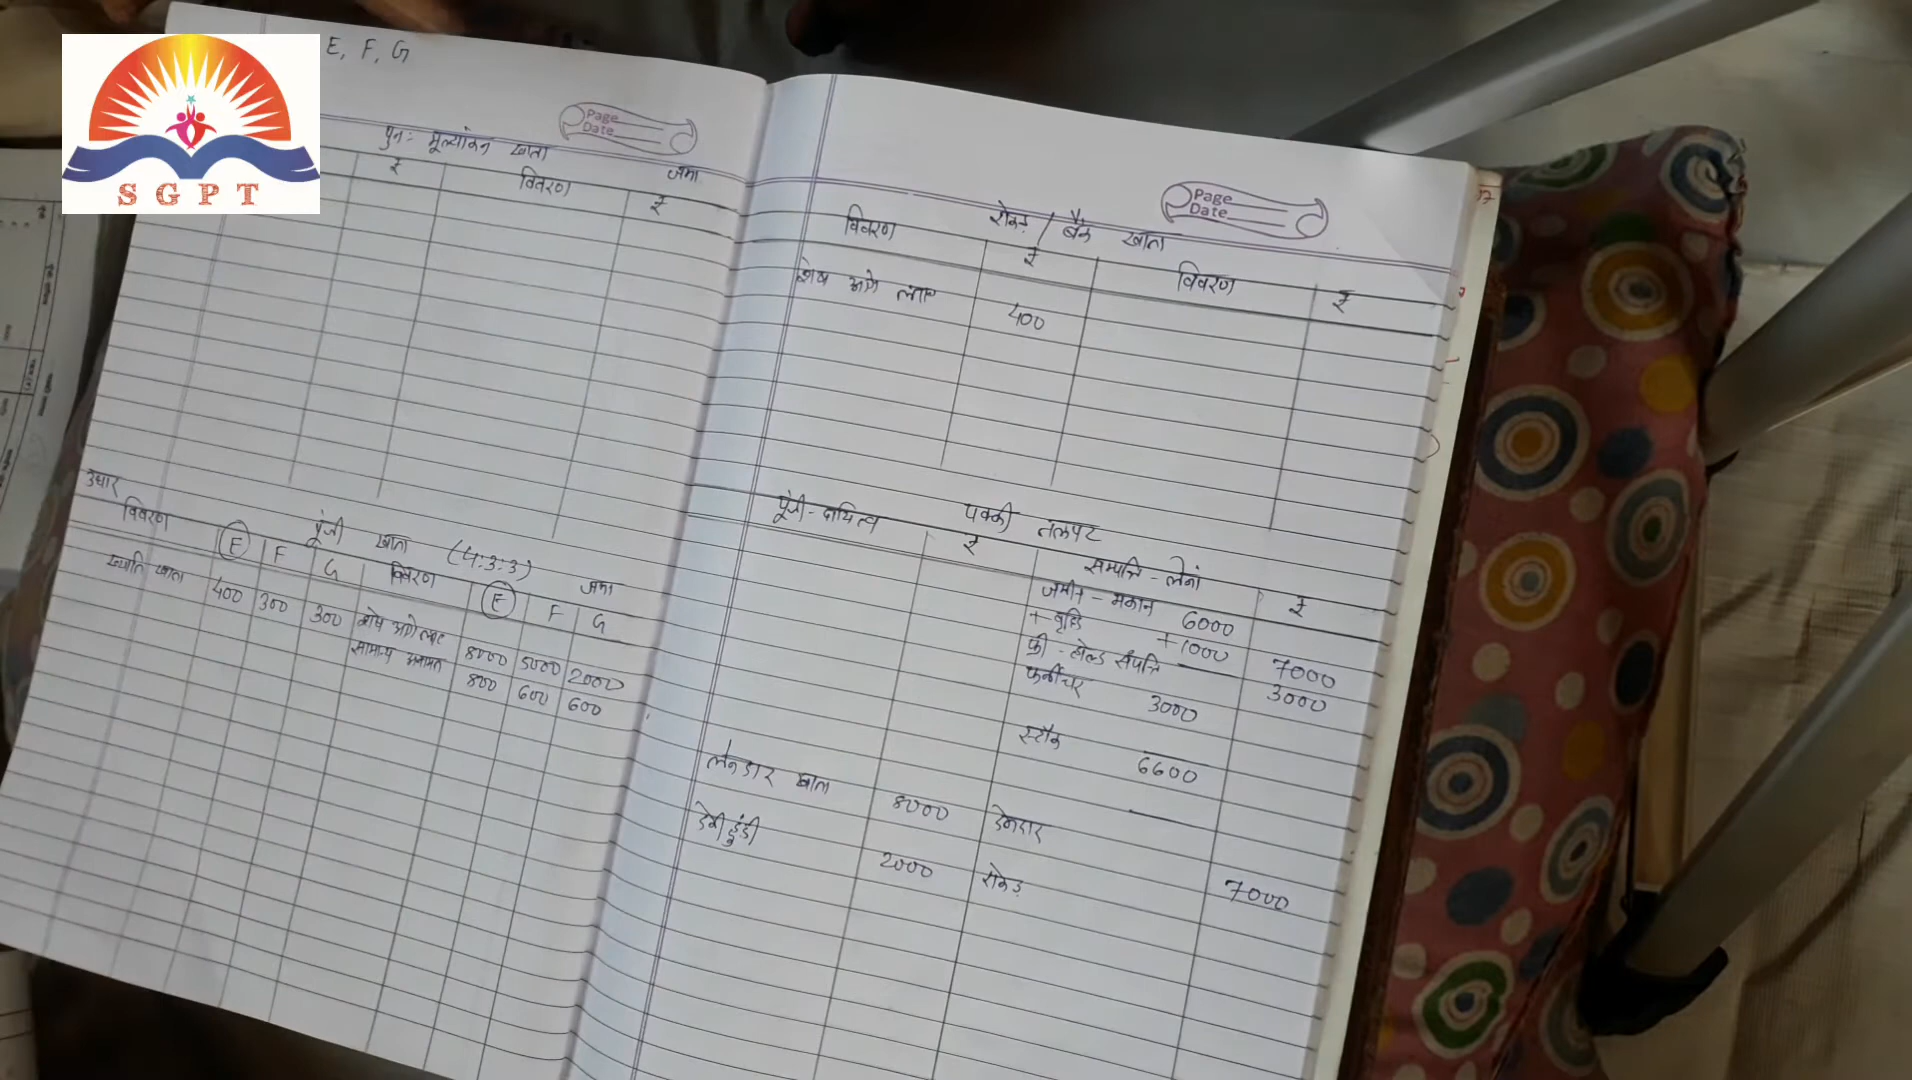 SGPT
E, F, G
Page
Date
पुनः मूल्यांकन खाता
जमा
₹ विवरण ₹
उधार
पूंजी खाता (4:3:3)
जमा
विवरण E F G विवरण E F G
ख्याति खाता 400 300 300 शेष आगे लाए 8000 5000 2000
सामान्य अमानत 800 600 600
Page
Date
रोकड़ / बैंक खाता
विवरण ₹ विवरण ₹
शेष आगे लाए 400
पक्की तलपट
पूंजी-दायित्व ₹ सम्पत्ति-लेना ₹
जमीन-मकान 6000
+ वृद्धि +1000 7000
फ्री-होल्ड संपत्ति 3000
फर्नीचर 3000
स्टॉक 6600
लेनदार खाता 8000 देनदार
देवी हुंडी 2000 रोकड़ 7000